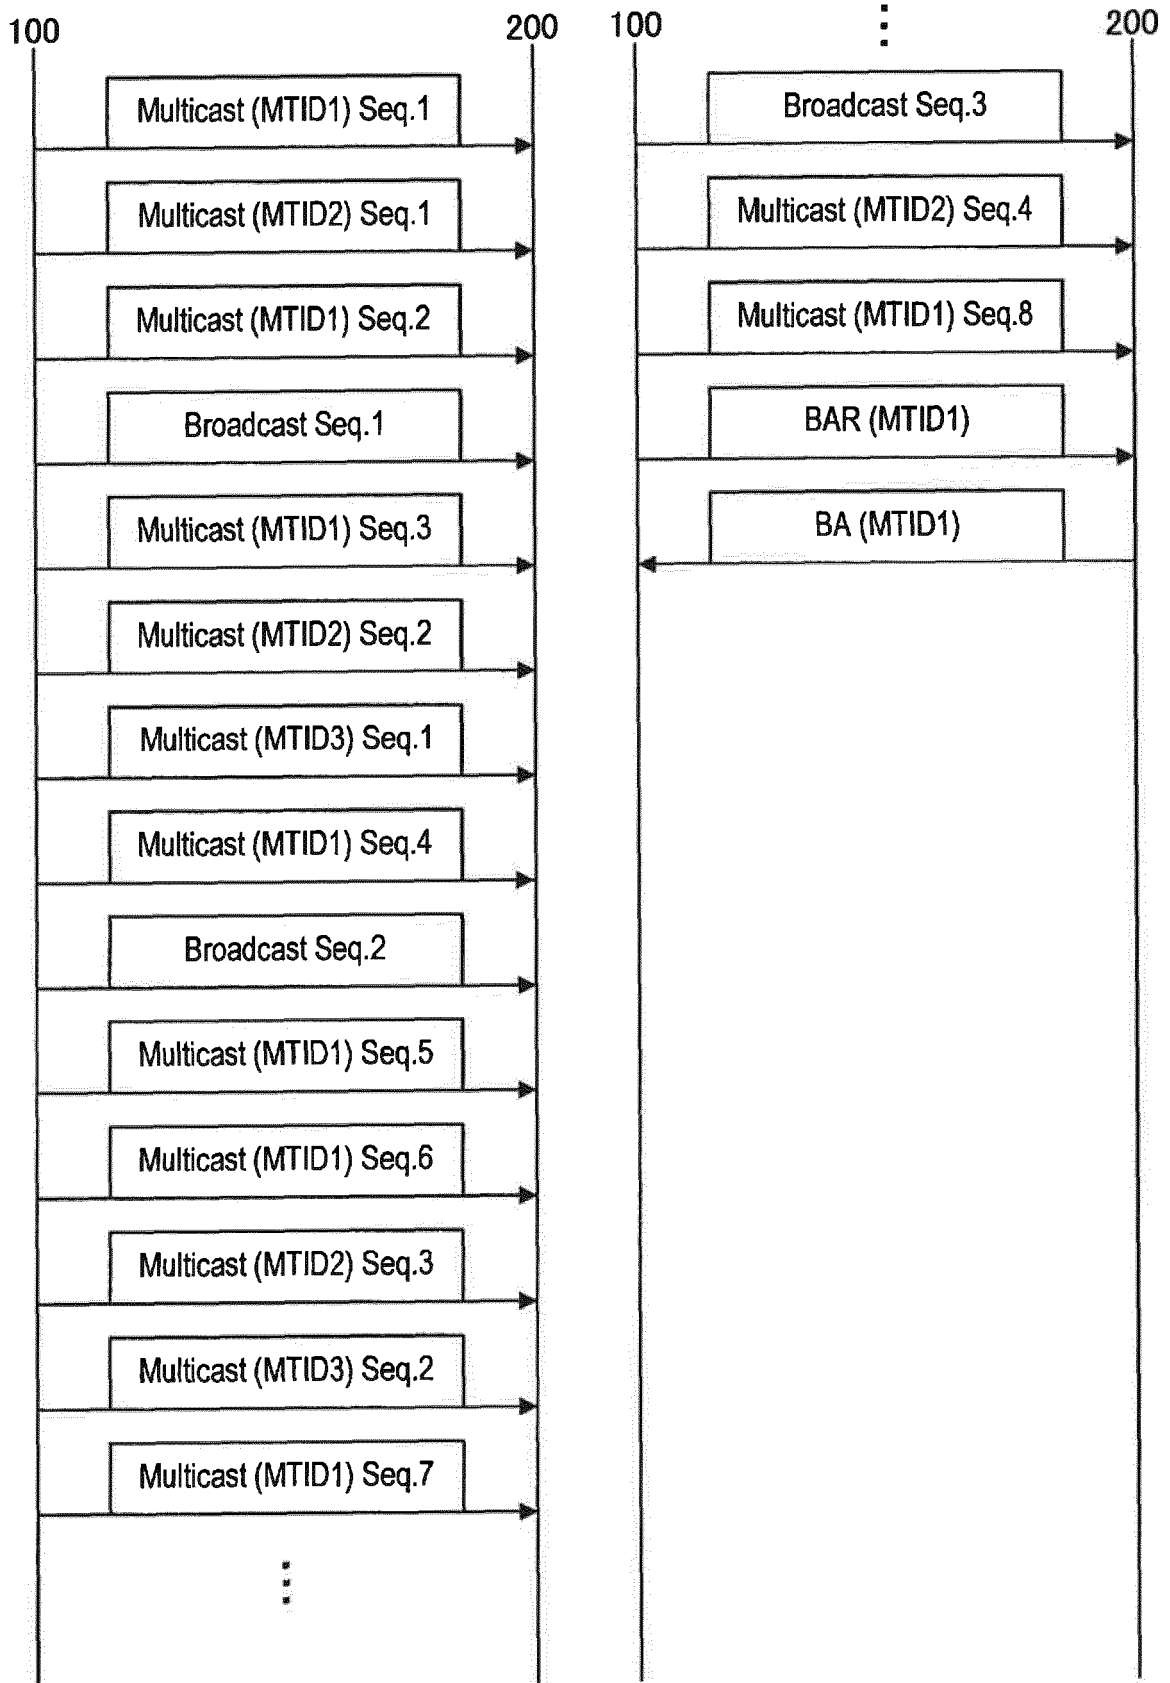 100 200
Multicast (MTID1) Seq.1
Multicast (MTID2) Seq.1
Multicast (MTID1) Seq.2
Broadcast Seq.1
Multicast (MTID1) Seq.3
Multicast (MTID2) Seq.2
Multicast (MTID3) Seq.1
Multicast (MTID1) Seq.4
Broadcast Seq.2
Multicast (MTID1) Seq.5
Multicast (MTID1) Seq.6
Multicast (MTID2) Seq.3
Multicast (MTID3) Seq.2
Multicast (MTID1) Seq.7
100 200
Broadcast Seq.3
Multicast (MTID2) Seq.4
Multicast (MTID1) Seq.8
BAR (MTID1)
BA (MTID1)